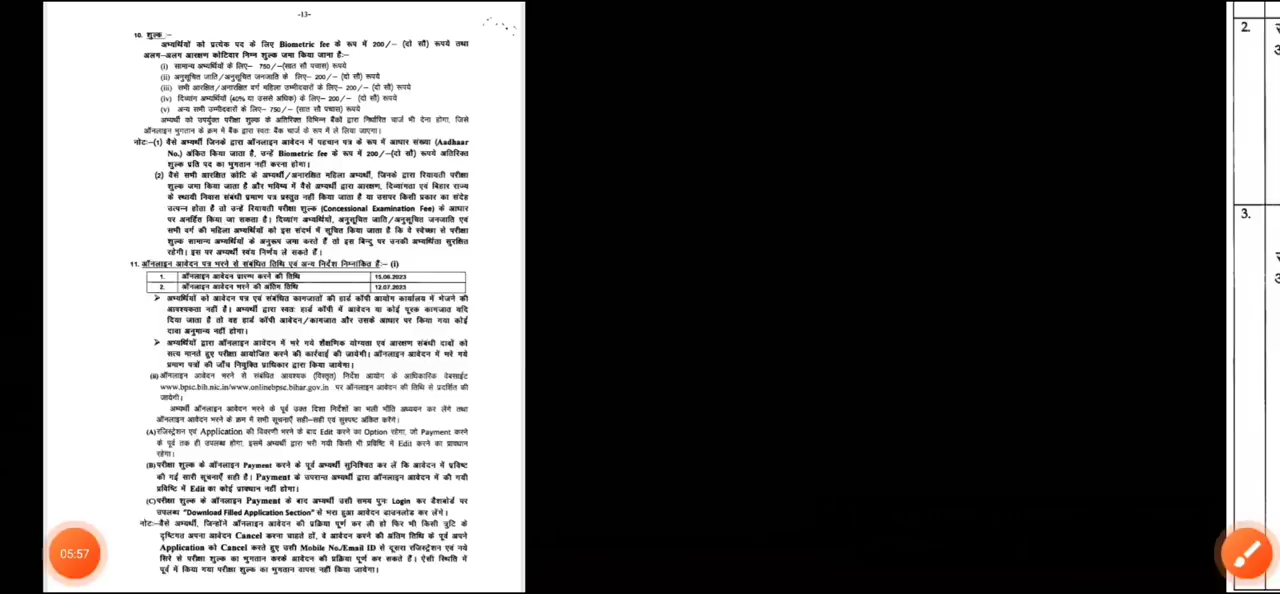 -13-
10. शुल्क :–
अभ्यर्थियों को प्रत्येक पद के लिए Biometric fee के रूप में 200/– (दो सौ) रूपये तथा
अलग–अलग आरक्षण कोटिवार निम्न शुल्क जमा किया जाना है:–
(i) सामान्य अभ्यर्थियों के लिए– 750/–(सात सौ पचास) रूपये
(ii) अनुसूचित जाति/अनुसूचित जनजाति के लिए– 200/– (दो सौ) रूपये
(iii) सभी आरक्षित/अनारक्षित वर्ग महिला उम्मीदवारों के लिए–200/– (दो सौ) रूपये
(iv) दिव्यांग अभ्यर्थियों (40% या उससे अधिक) के लिए–200/– (दो सौ) रूपये
(v) अन्य सभी उम्मीदवारों के लिए–750/– (सात सौ पचास) रूपये
अभ्यर्थी को उपर्युक्त परीक्षा शुल्क के अतिरिक्त विभिन्न बैंकों द्वारा निर्धारित चार्ज भी देना होगा, जिसे
ऑनलाइन भुगतान के क्रम में बैंक द्वारा स्वतः बैंक चार्ज के रूप में ले लिया जाएगा।
नोट:–(1) वैसे अभ्यर्थी जिनके द्वारा ऑनलाइन आवेदन में पहचान पत्र के रूप में आधार संख्या (Aadhaar
No.) अंकित किया जाता है, उन्हें Biometric fee के रूप में 200/–(दो सौ) रूपये अतिरिक्त
शुल्क प्रति पद का भुगतान नहीं करना होगा।
(2) वैसे सभी आरक्षित कोटि के अभ्यर्थी/अनारक्षित महिला अभ्यर्थी, जिनके द्वारा रियायती परीक्षा
शुल्क जमा किया जाता है और भविष्य में वैसे अभ्यर्थी द्वारा आरक्षण, दिव्यांगता एवं बिहार राज्य
के स्थायी निवास संबंधी प्रमाण पत्र प्रस्तुत नहीं किया जाता है या उसपर किसी प्रकार का संदेह
उत्पन्न होता है तो उन्हें रियायती परीक्षा शुल्क (Concessional Examination Fee) के आधार
पर अनर्हित किया जा सकता है। दिव्यांग अभ्यर्थियों, अनुसूचित जाति/अनुसूचित जनजाति एवं
सभी वर्ग की महिला अभ्यर्थियों को इस संदर्भ में सूचित किया जाता है कि वे स्वेच्छा से परीक्षा
शुल्क सामान्य अभ्यर्थियों के अनुरूप जमा करते हैं तो इस बिन्दु पर उनकी अभ्यर्थिता सुरक्षित
रहेगी। इस पर अभ्यर्थी स्वंय निर्णय ले सकते हैं।
11. ऑनलाइन आवेदन पत्र भरने से संबंधित तिथि एवं अन्य निर्देश निम्नांकित है:– (i)
1. ऑनलाइन आवेदन प्रारम्भ करने की तिथि 15.06.2023
2. ऑनलाइन आवेदन भरने की अंतिम तिथि 12.07.2023
➢ अभ्यर्थियों को आवेदन पत्र एवं संबंधित कागजातों की हार्ड कॉपी आयोग कार्यालय में भेजने की
आवश्यकता नहीं है। अभ्यर्थी द्वारा स्वतः हार्ड कॉपी में आवेदन या कोई पूरक कागजात यदि
दिया जाता है तो वह हार्ड कॉपी आवेदन/कागजात और उसके आधार पर किया गया कोई
दावा अनुमान्य नहीं होगा।
➢ अभ्यर्थियों द्वारा ऑनलाइन आवेदन में भरे गये शैक्षणिक योग्यता एवं आरक्षण संबंधी दावों को
सत्य मानते हुए परीक्षा आयोजित करने की कार्रवाई की जायेगी। ऑनलाइन आवेदन में भरे गये
प्रमाण पत्रों की जाँच नियुक्ति प्राधिकार द्वारा किया जायेगा।
(ii) ऑनलाइन आवेदन भरने से संबंधित आवश्यक (विस्तृत) निर्देश आयोग के आधिकारिक वेबसाईट
www.bpsc.bih.nic.in/www.onlinebpsc.bihar.gov.in पर ऑनलाइन आवेदन की तिथि से प्रदर्शित की
जायेगी।
अभ्यर्थी ऑनलाइन आवेदन भरने के पूर्व उक्त दिशा निर्देशों का भली भाँति अध्ययन कर लेंगे तथा
ऑनलाइन आवेदन भरने के क्रम में सभी सूचनाएँ सही–सही एवं सुस्पष्ट अंकित करेंगे।
(A) रजिस्ट्रेशन एवं Application की विवरणी भरने के बाद Edit करने का Option रहेगा, जो Payment करने
के पूर्व तक ही उपलब्ध होगा, इसमें अभ्यर्थी द्वारा भरी गयी किसी भी प्रविष्टि में Edit करने का प्रावधान
रहेगा।
(B) परीक्षा शुल्क के ऑनलाइन Payment करने के पूर्व अभ्यर्थी सुनिश्चित कर लें कि आवेदन में प्रविष्ट
की गई सारी सूचनाएँ सही है। Payment के उपरान्त अभ्यर्थी द्वारा ऑनलाइन आवेदन में की गयी
प्रविष्टि में Edit का कोई प्रावधान नहीं होगा।
(C) परीक्षा शुल्क के ऑनलाइन Payment के बाद अभ्यर्थी उसी समय पुनः Login कर डैशबोर्ड पर
उपलब्ध "Download Filled Application Section" से भरा हुआ आवेदन डाउनलोड कर लेंगे।
नोट:–वैसे अभ्यर्थी, जिन्होंने ऑनलाइन आवेदन की प्रक्रिया पूर्ण कर ली हो फिर भी किसी त्रुटि के
दृष्टिगत अपना आवेदन Cancel करना चाहते हों, वे आवेदन करने की अंतिम तिथि के पूर्व अपने
Application को Cancel करते हुए उसी Mobile No./Email ID से दूसरा रजिस्ट्रेशन एवं नये
सिरे से परीक्षा शुल्क का भुगतान करके आवेदन की प्रक्रिया पूर्ण कर सकते हैं। ऐसी स्थिति में
पूर्व में किया गया परीक्षा शुल्क का भुगतान वापस नहीं किया जायेगा।
05:57
2.
3.